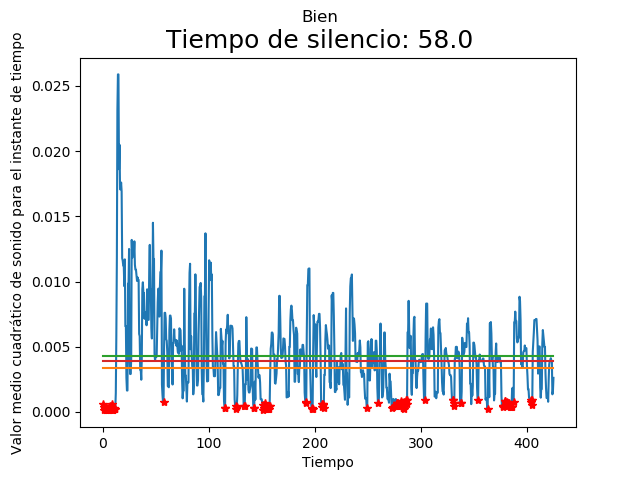 Bien
Tiempo de silencio: 58.0
Valor medio cuadrático de sonido para el instante de tiempo
0.025
0.020
0.015
0.010
0.005
0.000
0
100
200
300
400
Tiempo